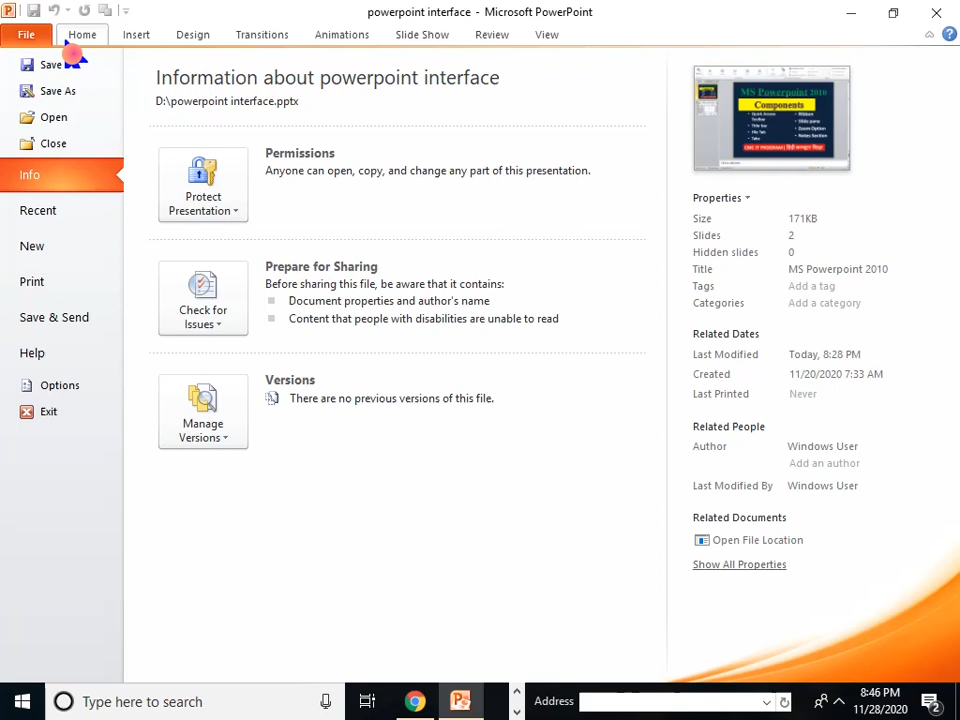 powerpoint interface - Microsoft PowerPoint
File Home Insert Design Transitions Animations Slide Show Review View
Save
Save As
Open
Close
Info
Recent
New
Print
Save & Send
Help
Options
Exit
Information about powerpoint interface
D:\powerpoint interface.pptx
Protect
Presentation
Permissions
Anyone can open, copy, and change any part of this presentation.
Check for
Issues
Prepare for Sharing
Before sharing this file, be aware that it contains:
Document properties and author's name
Content that people with disabilities are unable to read
Manage
Versions
Versions
There are no previous versions of this file.
MS Powerpoint 2010
Components
Properties
Size 171KB
Slides 2
Hidden slides 0
Title MS Powerpoint 2010
Tags Add a tag
Categories Add a category
Related Dates
Last Modified Today, 8:28 PM
Created 11/20/2020 7:33 AM
Last Printed Never
Related People
Author Windows User
Add an author
Last Modified By Windows User
Related Documents
Open File Location
Show All Properties
Type here to search
Address
8:46 PM
11/28/2020
2